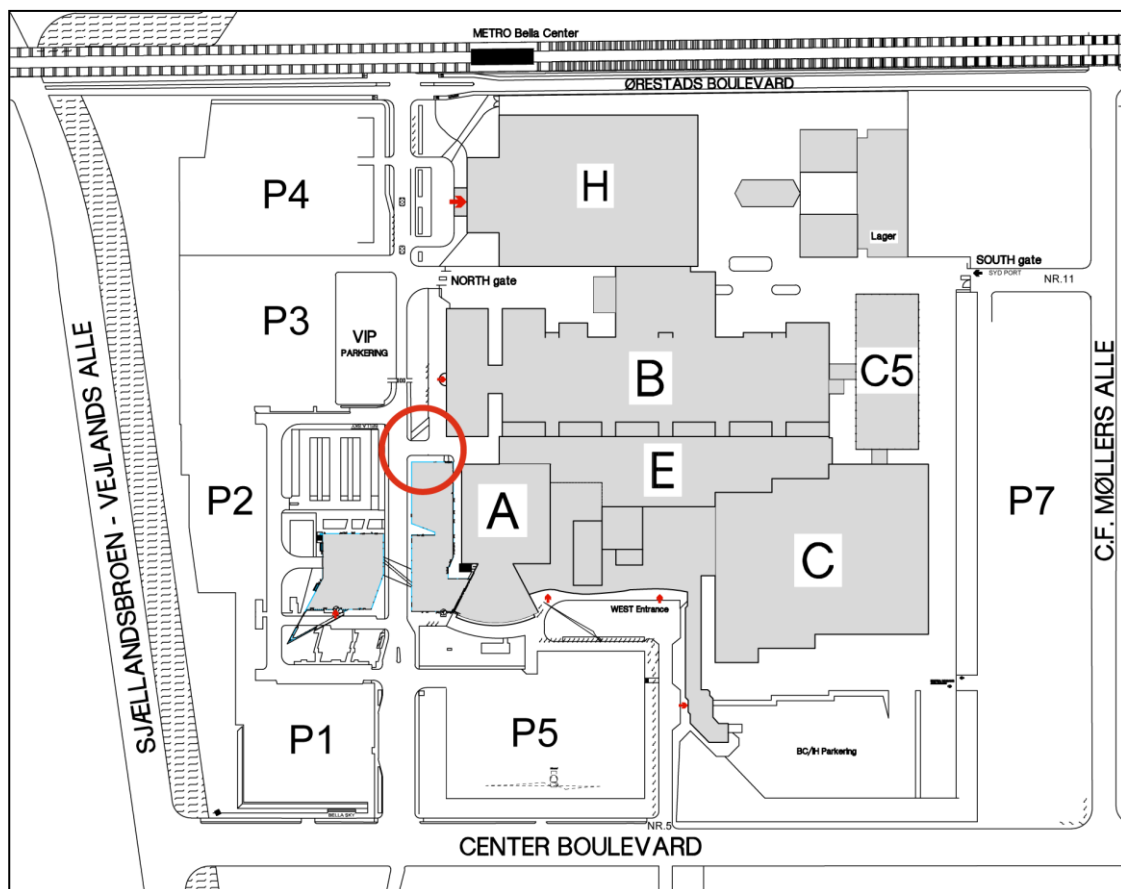 METRO Bella Center
ØRESTADS BOULEVARD
P4
H
Lager
SOUTH gate
SYD PORT
NR.11
NORTH gate
P3
VIP
PARKERING
B
C5
SJÆLLANDSBROEN - VEJLANDS ALLE
C.F. MØLLERS ALLE
E
P2
A
P7
C
WEST Entrance
P1
P5
BC/IH Parkering
BELLA SKY
NR.5
CENTER BOULEVARD